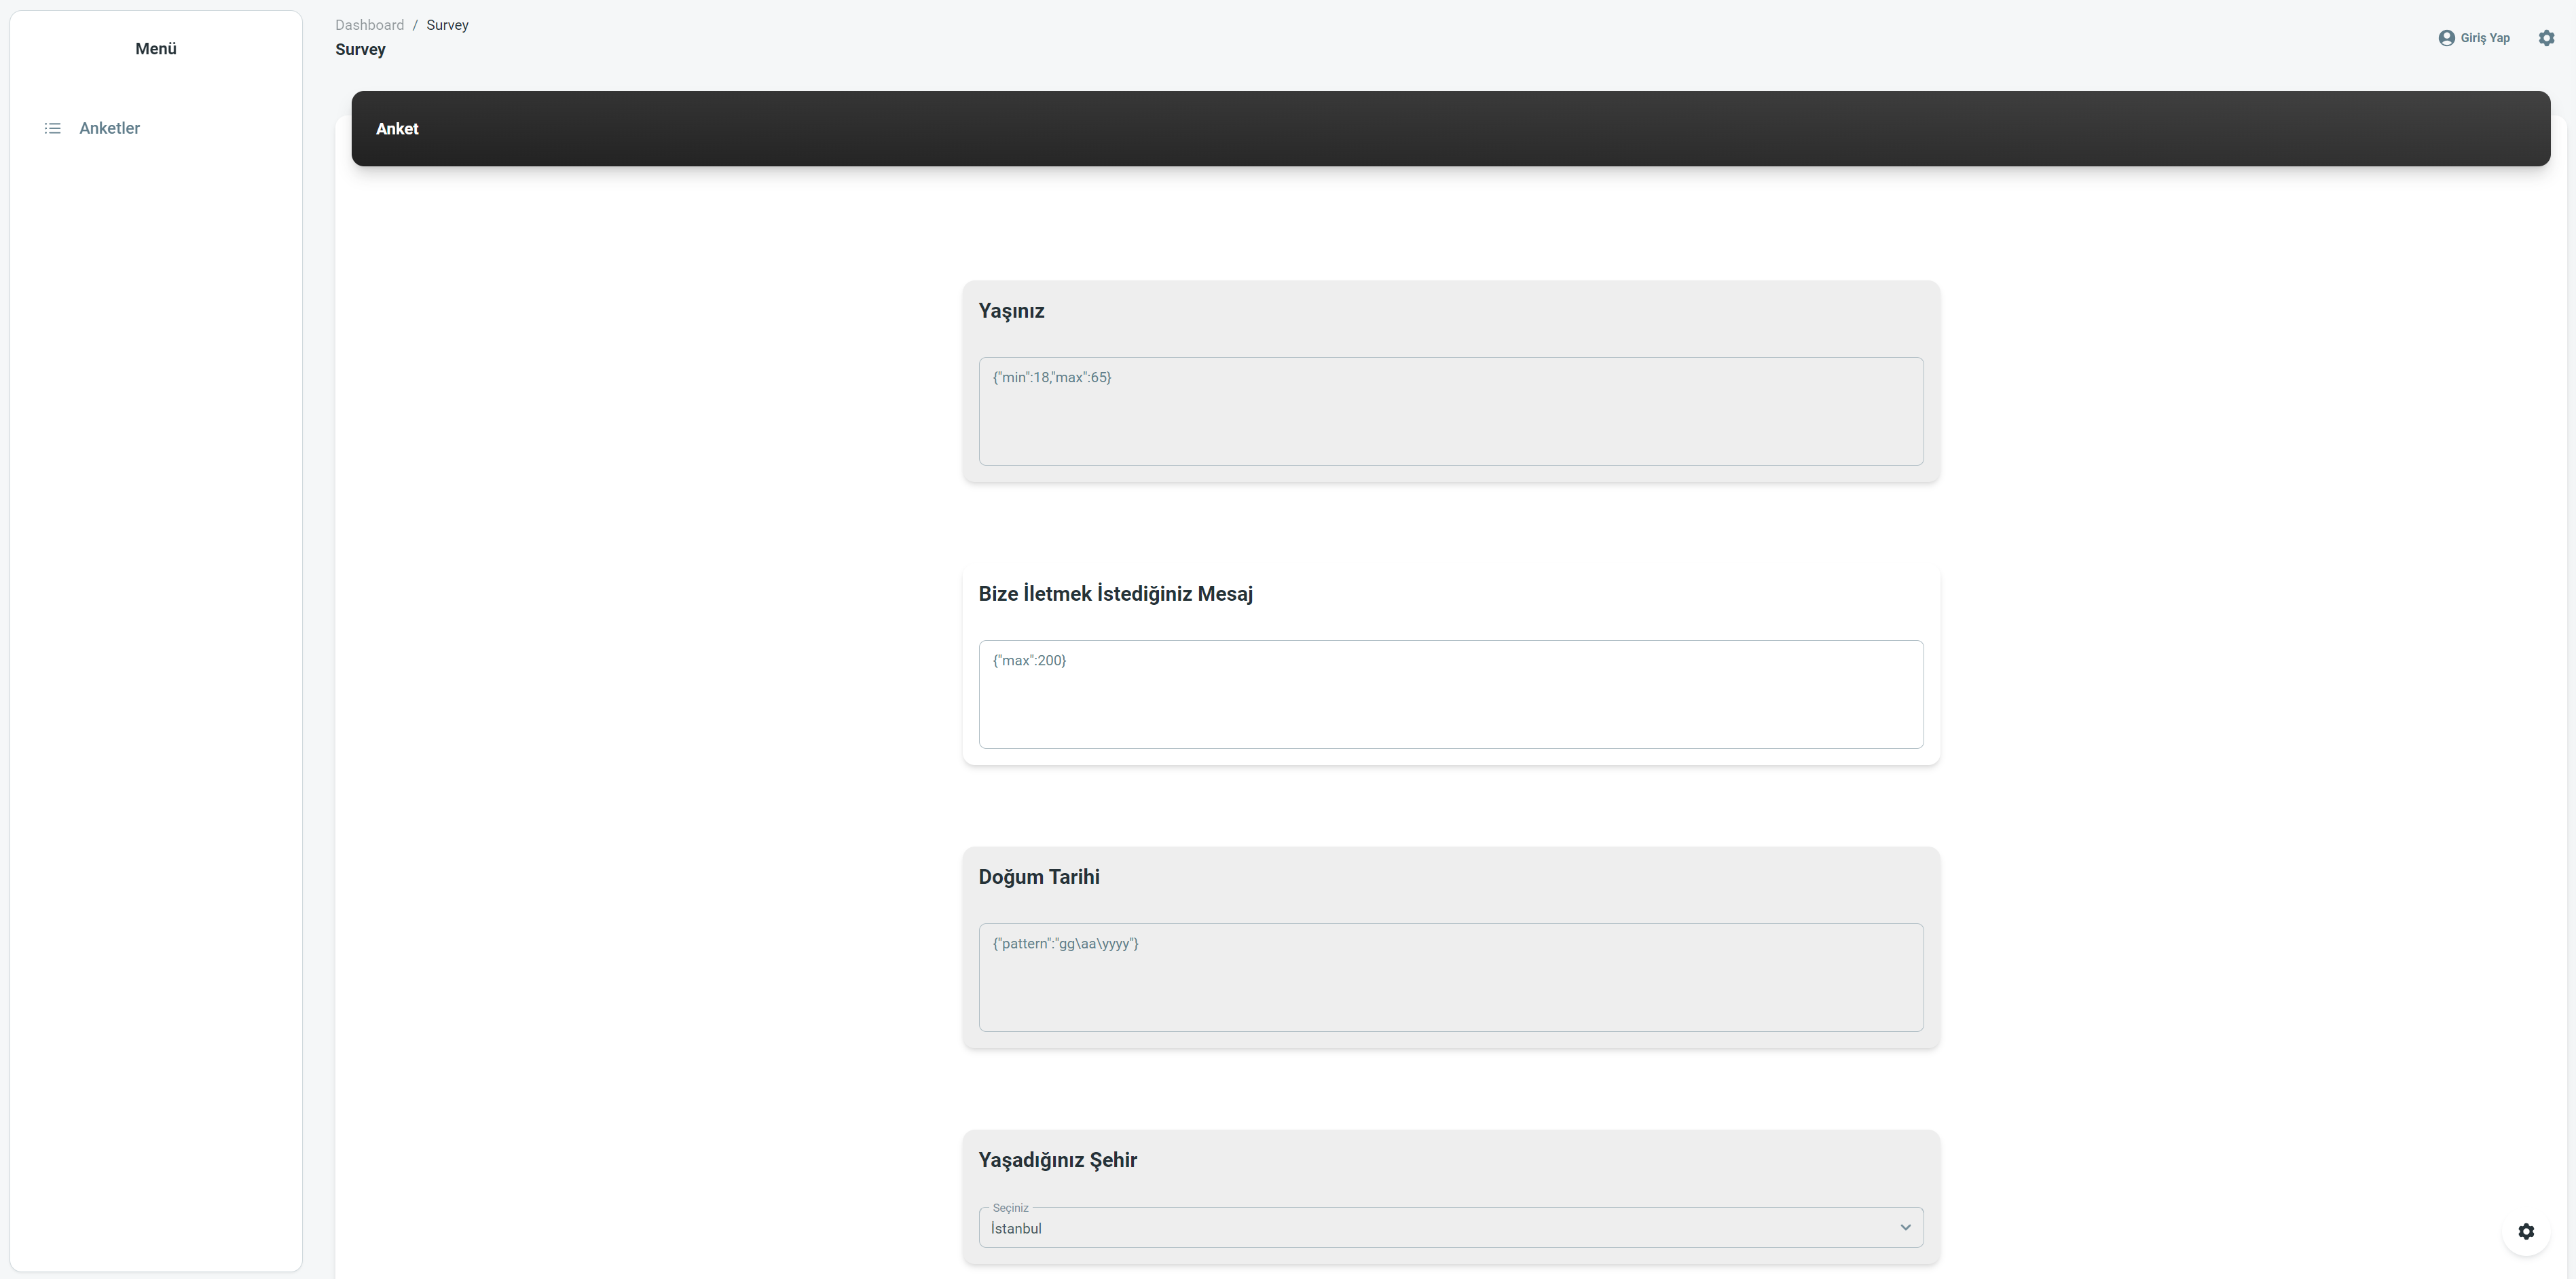 Menü
Anketler
Dashboard / Survey
Survey
Giriş Yap
Anket
Yaşınız
{"min":18,"max":65}
Bize İletmek İstediğiniz Mesaj
{"max":200}
Doğum Tarihi
{"pattern":"gg\aa\yyyy"}
Yaşadığınız Şehir
Seçiniz
İstanbul